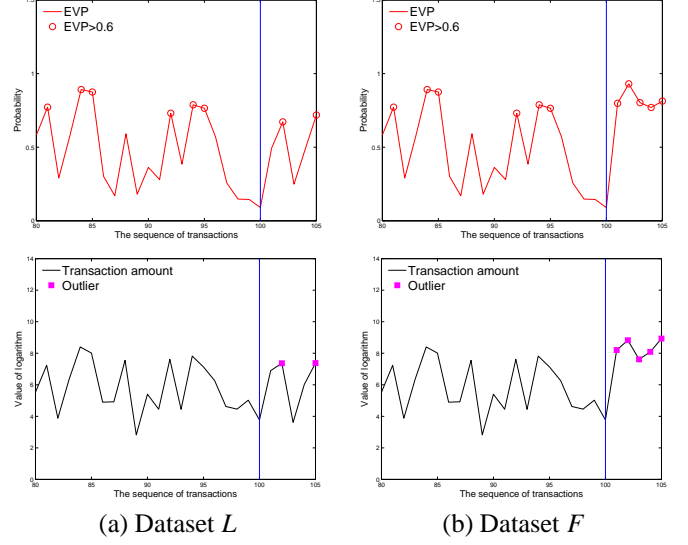 1.5
EVP
EVP>0.6
1
0.5
0
Probability
80 85 90 95 100 105
The sequence of transactions
1.5
EVP
EVP>0.6
1
0.5
0
Probability
80 85 90 95 100 105
The sequence of transactions
14
12
10
8
6
4
2
0
Transaction amount
Outlier
Value of logarithm
80 85 90 95 100 105
The sequence of transactions
14
12
10
8
6
4
2
0
Transaction amount
Outlier
Value of logarithm
80 85 90 95 100 105
The sequence of transactions
(a) Dataset L
(b) Dataset F